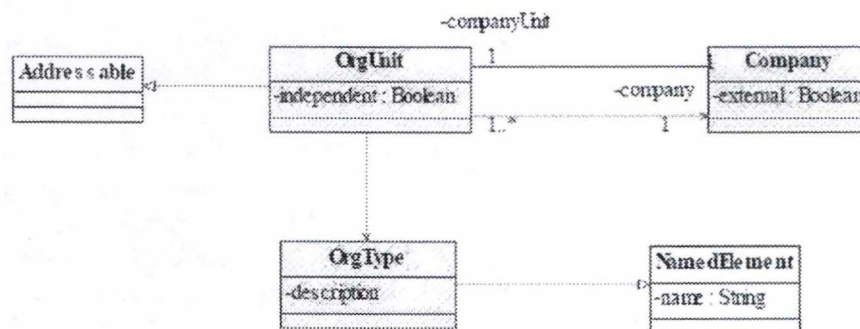 -companyUnit
OrgUnit
1
1
Company
Addressable
-independent : Boolean
-company
-external : Boolean
1..*
1
OrgType
-description
NamedElement
-name : String